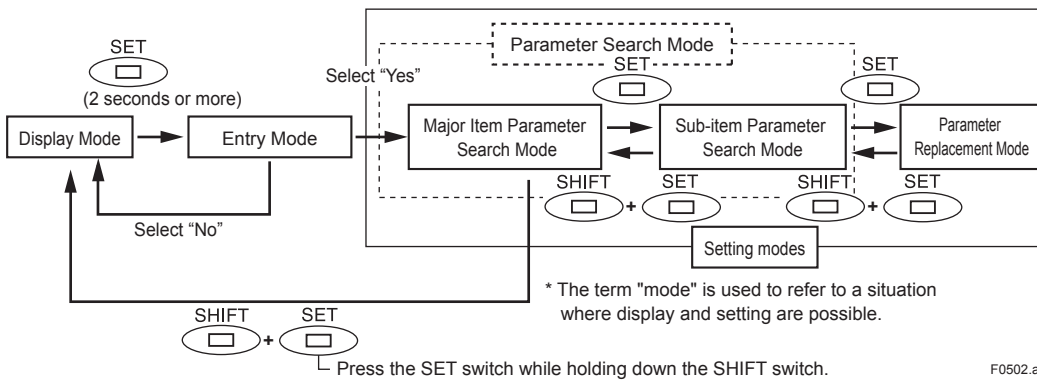 Parameter Search Mode
SET
(2 seconds or more)
Select “Yes”
SET
SET
Display Mode
Entry Mode
Major Item Parameter
Search Mode
Sub-item Parameter
Search Mode
Parameter
Replacement Mode
Select “No”
SHIFT + SET
SHIFT + SET
Setting modes
* The term "mode" is used to refer to a situation
where display and setting are possible.
SHIFT + SET
Press the SET switch while holding down the SHIFT switch.